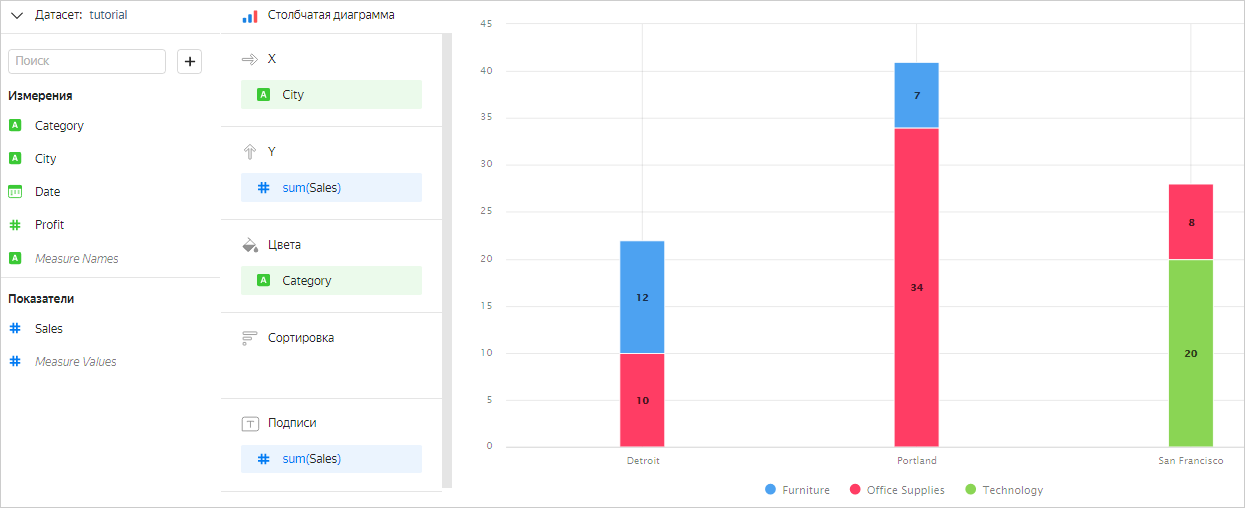 Датасет: tutorial
Поиск
+
Измерения
Category
City
Date
Profit
Measure Names
Показатели
Sales
Measure Values
Столбчатая диаграмма
X
City
Y
sum(Sales)
Цвета
Category
Сортировка
Подписи
sum(Sales)
45
40
35
30
25
20
15
10
5
0
12
10
7
34
8
20
Detroit
Portland
San Francisco
Furniture
Office Supplies
Technology